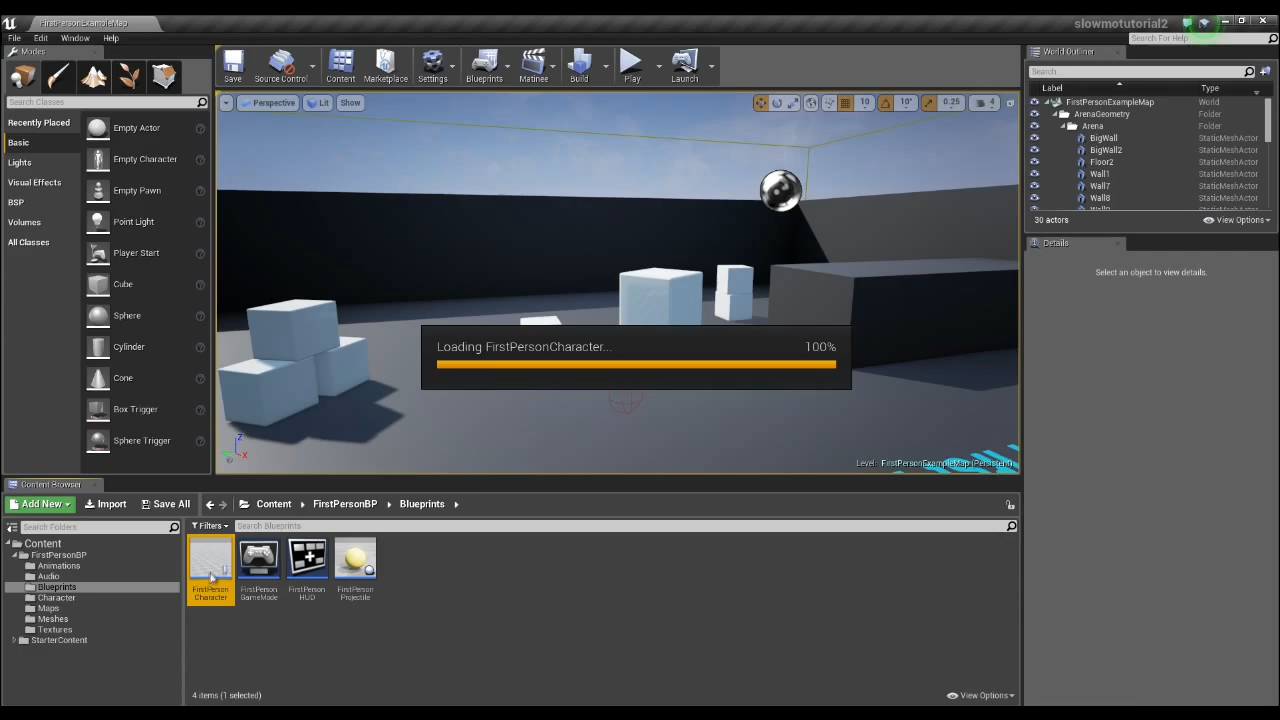 FirstPersonExampleMap
slowmotutorial2
File Edit Window Help
Search For Help
Modes
World Outliner
Save Source Control Content Marketplace Settings Blueprints Matinee Build Play Launch
Search Classes
Search...
Label Type
Recently Placed
Basic
Lights
Visual Effects
BSP
Volumes
All Classes
Empty Actor
Empty Character
Empty Pawn
Point Light
Player Start
Cube
Sphere
Cylinder
Cone
Box Trigger
Sphere Trigger
Perspective Lit Show
10 10° 0.25 4
FirstPersonExampleMap World
ArenaGeometry Folder
Arena Folder
BigWall StaticMeshActor
BigWall2 StaticMeshActor
Floor2 StaticMeshActor
Wall1 StaticMeshActor
Wall7 StaticMeshActor
Wall8 StaticMeshActor
30 actors View Options
Details
Select an object to view details.
Loading FirstPersonCharacter... 100%
Z
X
Level: FirstPersonExampleMap (Persistent)
Content Browser
Add New Import Save All Content FirstPersonBP Blueprints
Search Folders
Filters Search Blueprints
Content
FirstPersonBP
Animations
Audio
Blueprints
Character
Maps
Meshes
Textures
StarterContent
FirstPerson Character
FirstPerson GameMode
FirstPerson HUD
FirstPerson Projectile
4 items (1 selected) View Options